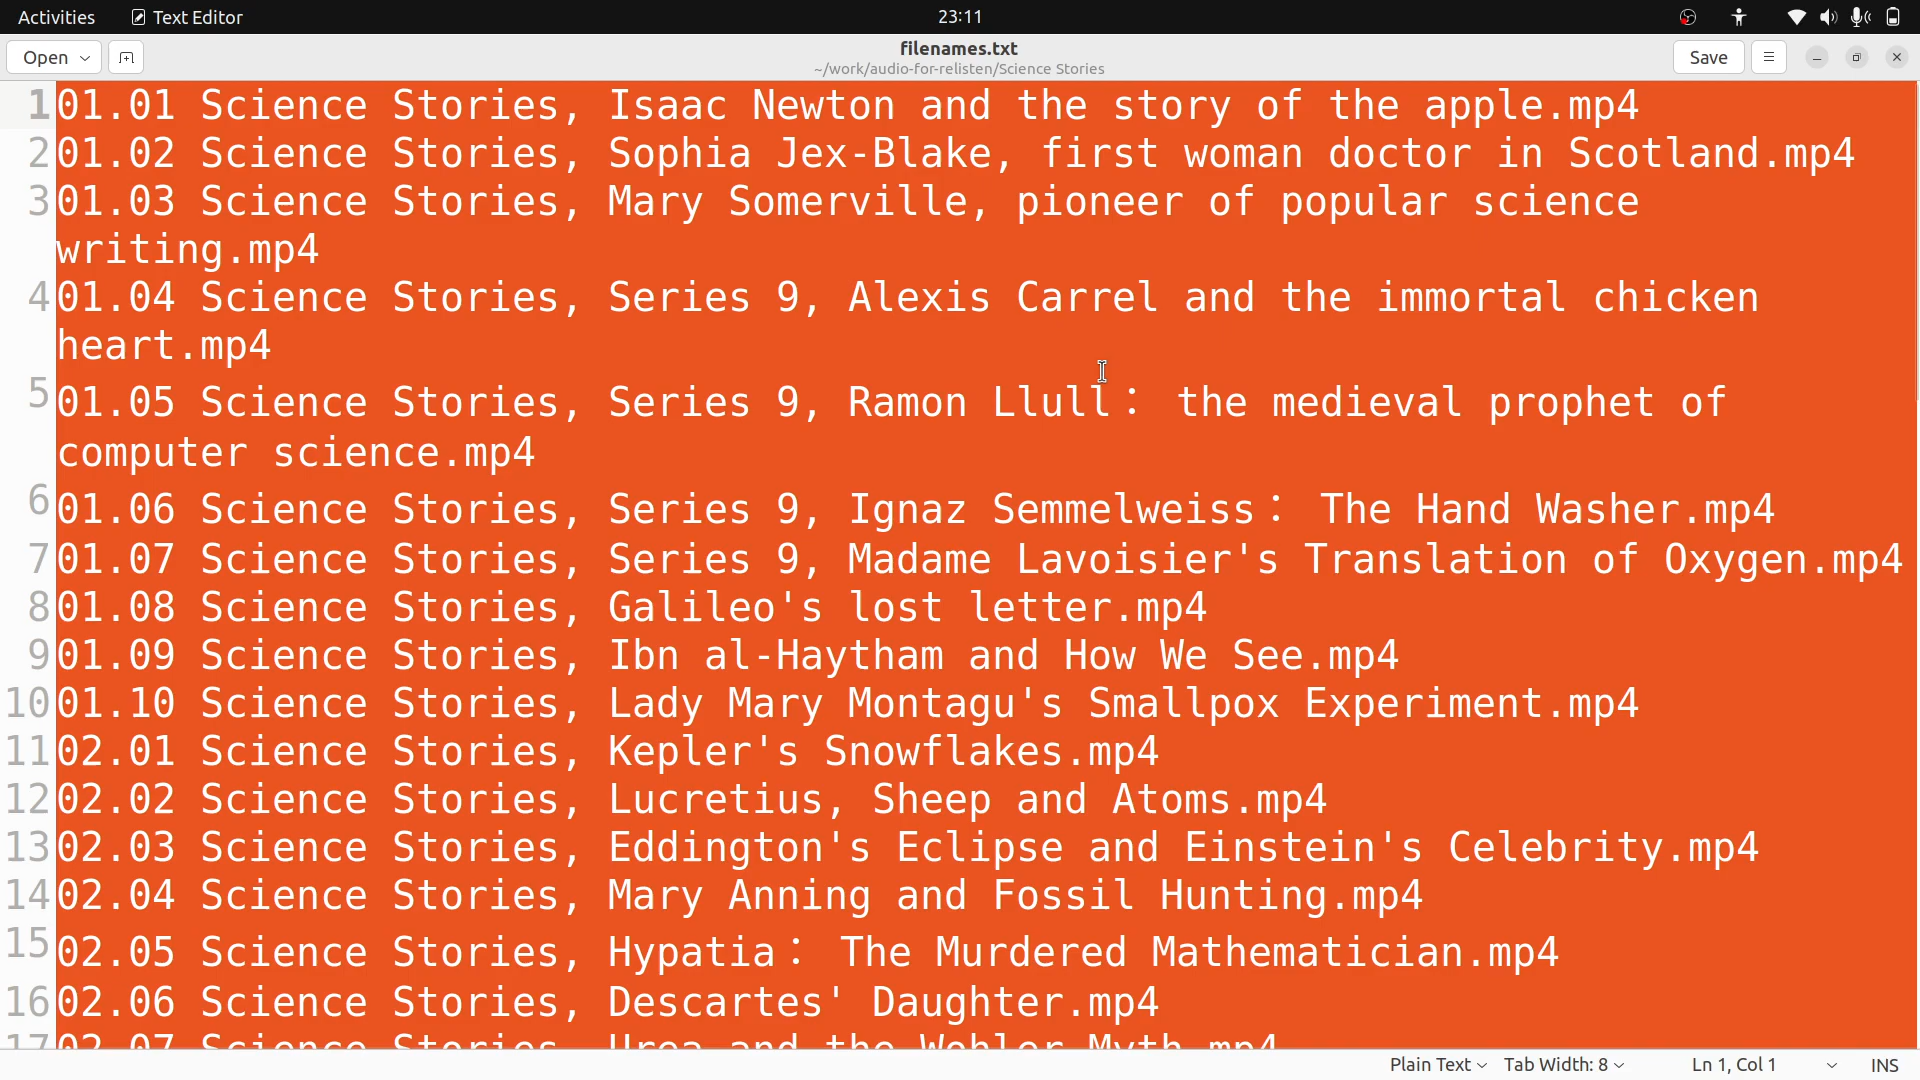 Activities Text Editor 23:11
Open filenames.txt Save
~/work/audio-for-relisten/Science Stories
1 01.01 Science Stories, Isaac Newton and the story of the apple.mp4
2 01.02 Science Stories, Sophia Jex-Blake, first woman doctor in Scotland.mp4
3 01.03 Science Stories, Mary Somerville, pioneer of popular science
writing.mp4
4 01.04 Science Stories, Series 9, Alexis Carrel and the immortal chicken
heart.mp4
5 01.05 Science Stories, Series 9, Ramon Llull： the medieval prophet of
computer science.mp4
6 01.06 Science Stories, Series 9, Ignaz Semmelweiss： The Hand Washer.mp4
7 01.07 Science Stories, Series 9, Madame Lavoisier's Translation of Oxygen.mp4
8 01.08 Science Stories, Galileo's lost letter.mp4
9 01.09 Science Stories, Ibn al-Haytham and How We See.mp4
10 01.10 Science Stories, Lady Mary Montagu's Smallpox Experiment.mp4
11 02.01 Science Stories, Kepler's Snowflakes.mp4
12 02.02 Science Stories, Lucretius, Sheep and Atoms.mp4
13 02.03 Science Stories, Eddington's Eclipse and Einstein's Celebrity.mp4
14 02.04 Science Stories, Mary Anning and Fossil Hunting.mp4
15 02.05 Science Stories, Hypatia： The Murdered Mathematician.mp4
16 02.06 Science Stories, Descartes' Daughter.mp4
17 02.07 Science Stories, Urea and the Wohler Myth.mp4
Plain Text Tab Width: 8 Ln 1, Col 1 INS